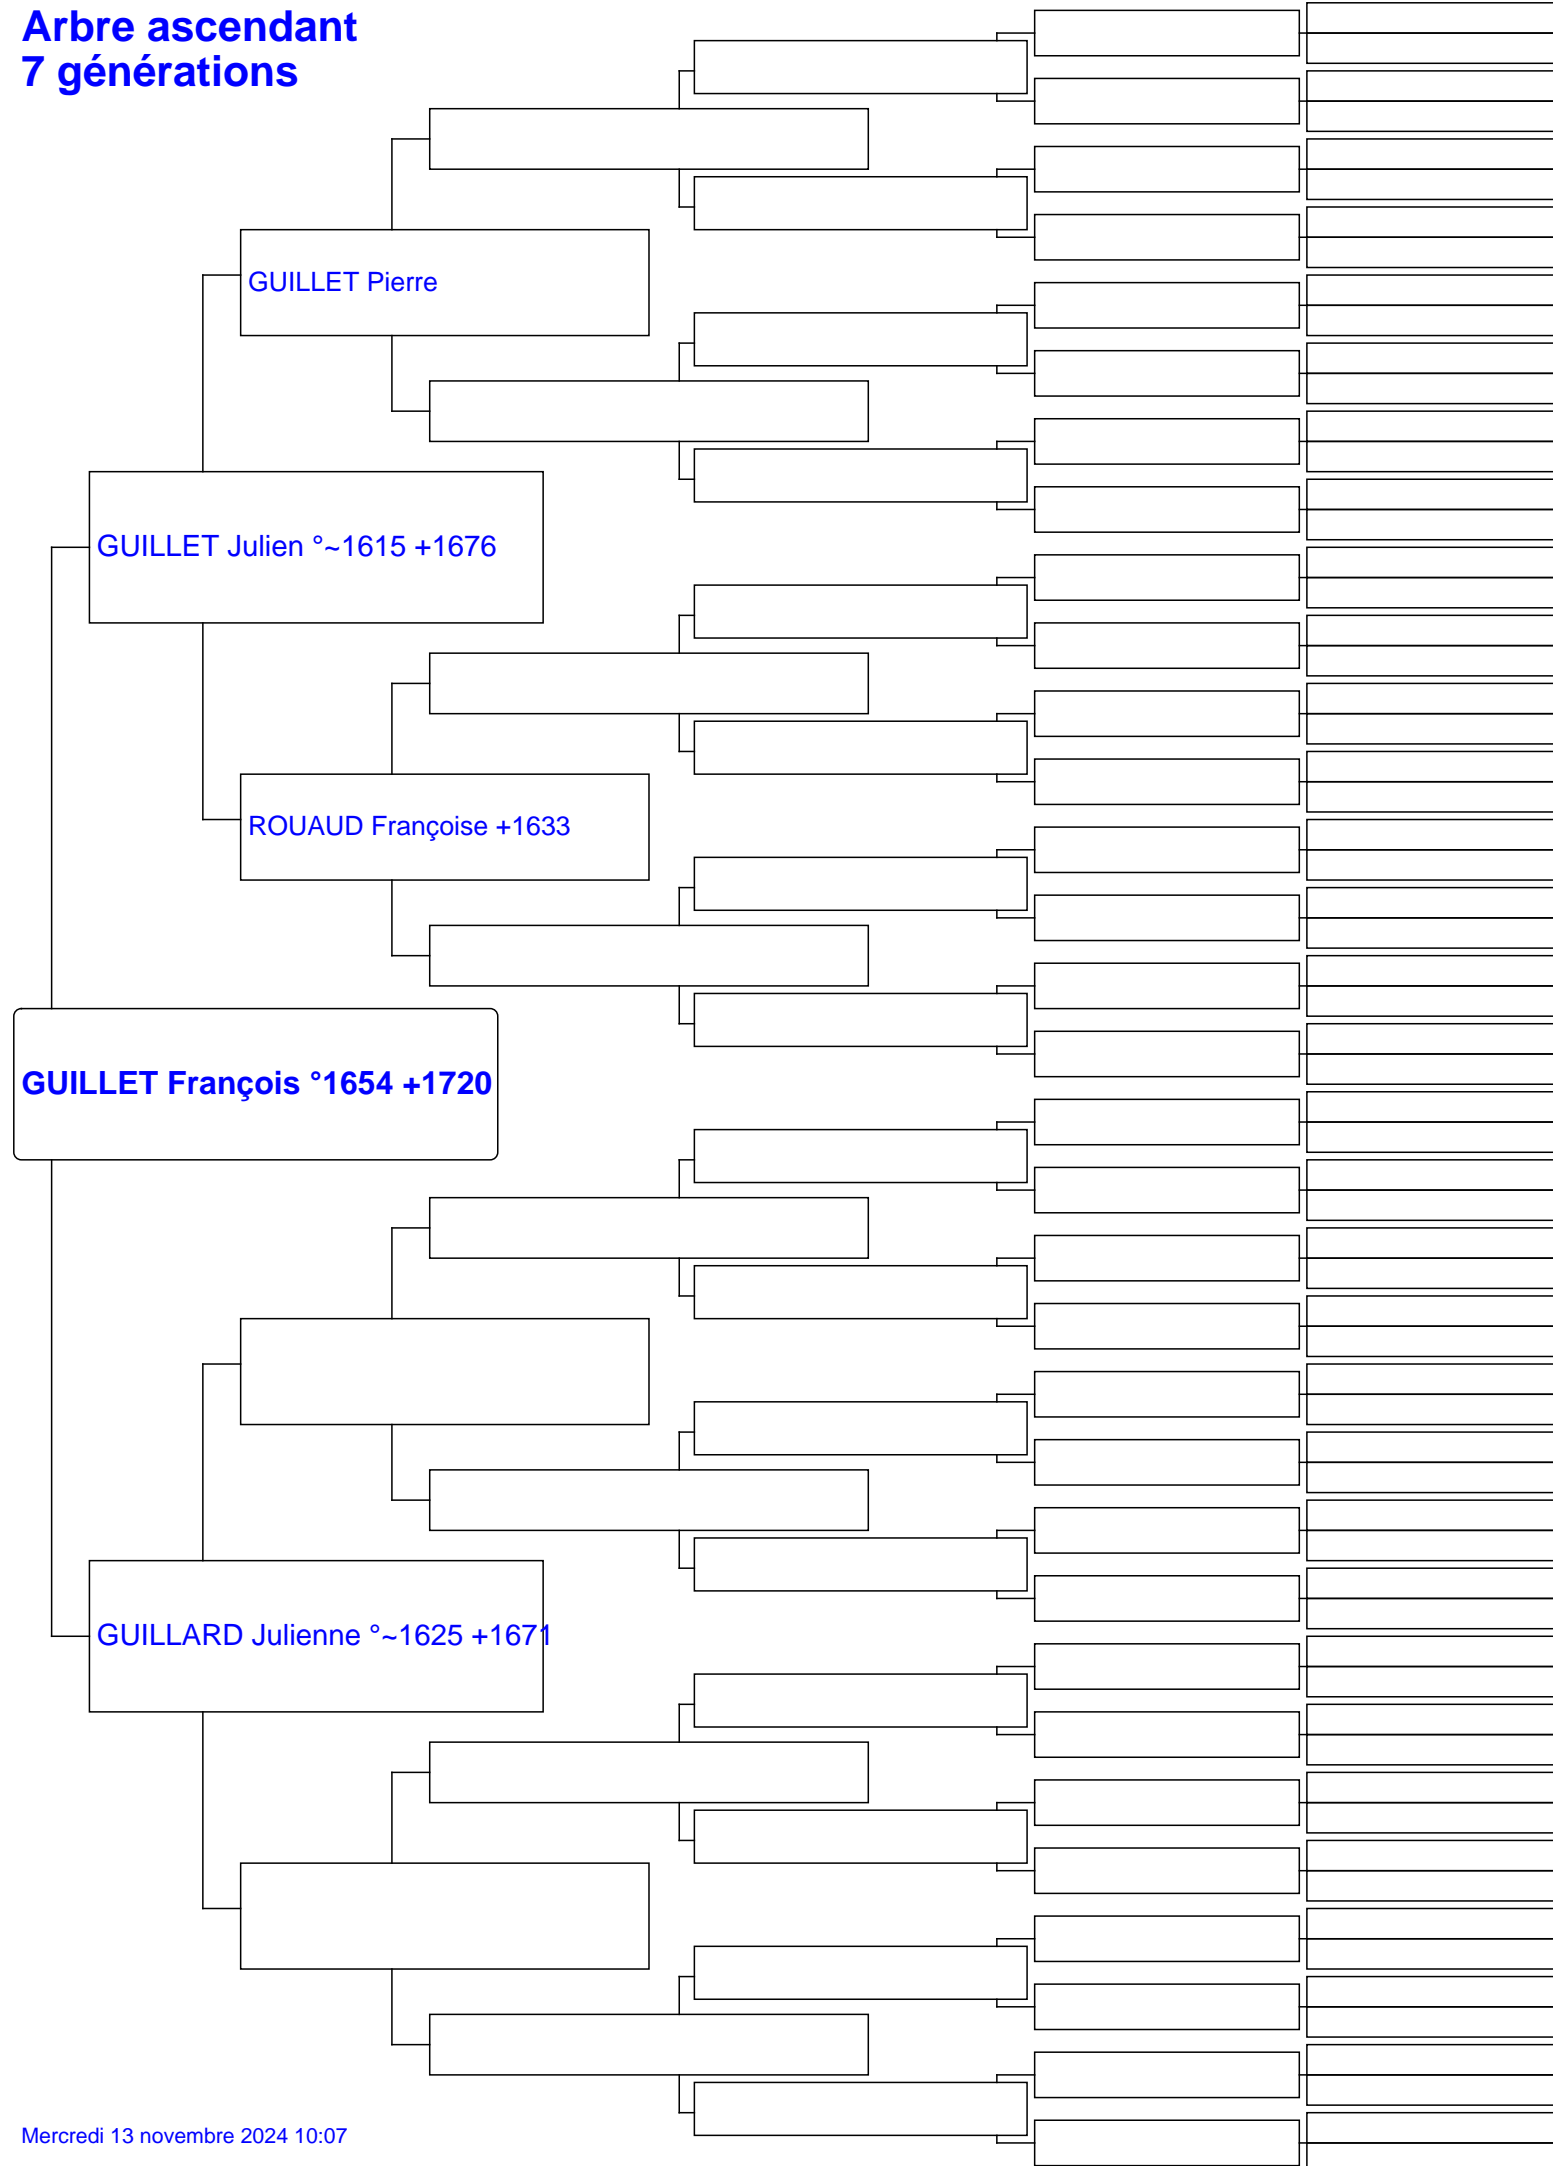 Arbre ascendant
7 générations
GUILLET Pierre
GUILLET Julien °~1615 +1676
ROUAUD Françoise +1633
GUILLET François °1654 +1720
GUILLARD Julienne °~1625 +1671
Mercredi 13 novembre 2024 10:07